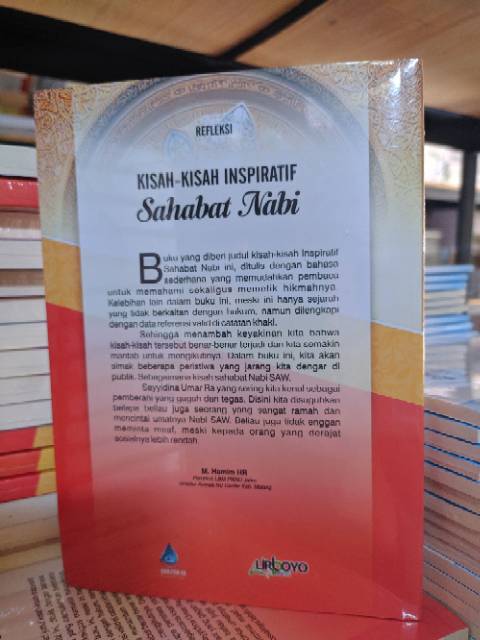 REFLEKSI
KISAH-KISAH INSPIRATIF
Sahabat Nabi
Buku yang diberi judul kisah-kisah Inspiratif
Sahabat Nabi ini, ditulis dengan bahasa
sederhana yang memudahkan pembaca
untuk memahami sekaligus memetik hikmahnya.
Kelebihan lain dalam buku ini, meski ini hanya sejarah
yang tidak berkaitan dengan hukum, namun dilengkapi
dengan data referensi valid di catatan khaki.
Sehingga menambah keyakinan kita bahwa
kisah-kisah tersebut benar-benar terjadi dan kita semakin
mantab untuk mengikutinya. Dalam buku ini, kita akan
simak beberapa peristiwa yang jarang kita dengar di
publik. Sebagaimana kisah sahabat Nabi SAW.
Sayyidina Umar Ra yang sering kita kenal sebagai
pemberani yang gagah dan tegas. Disini kita disuguhkan
betapa beliau juga seorang yang sangat ramah dan
mencintai umatnya Nabi SAW. Beliau juga tidak enggan
meminta maaf, meski kepada orang yang derajat
sosialnya lebih rendah.
M. Hamim HR
LIRBOYO